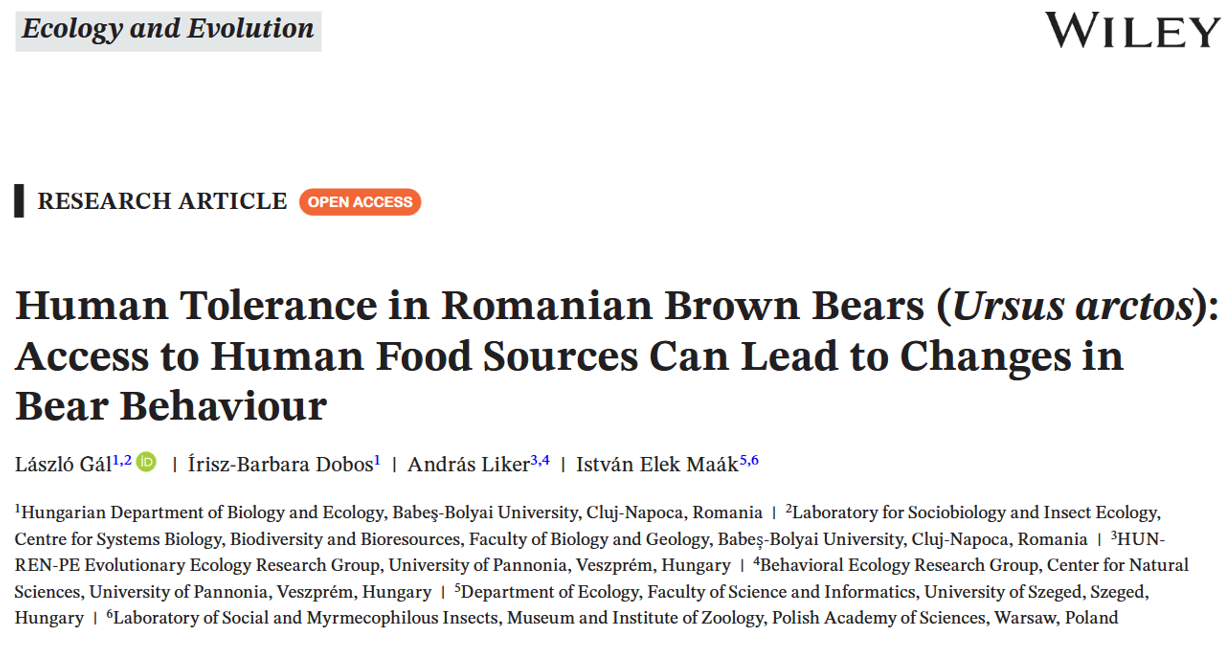 Ecology and Evolution
WILEY
RESEARCH ARTICLE OPEN ACCESS
Human Tolerance in Romanian Brown Bears (Ursus arctos):
Access to Human Food Sources Can Lead to Changes in
Bear Behaviour
László Gál1,2 iD | Írisz-Barbara Dobos1 | András Liker3,4 | István Elek Maák5,6
1Hungarian Department of Biology and Ecology, Babeş-Bolyai University, Cluj-Napoca, Romania | 2Laboratory for Sociobiology and Insect Ecology,
Centre for Systems Biology, Biodiversity and Bioresources, Faculty of Biology and Geology, Babeș-Bolyai University, Cluj-Napoca, Romania | 3HUN-
REN-PE Evolutionary Ecology Research Group, University of Pannonia, Veszprém, Hungary | 4Behavioral Ecology Research Group, Center for Natural
Sciences, University of Pannonia, Veszprém, Hungary | 5Department of Ecology, Faculty of Science and Informatics, University of Szeged, Szeged,
Hungary | 6Laboratory of Social and Myrmecophilous Insects, Museum and Institute of Zoology, Polish Academy of Sciences, Warsaw, Poland